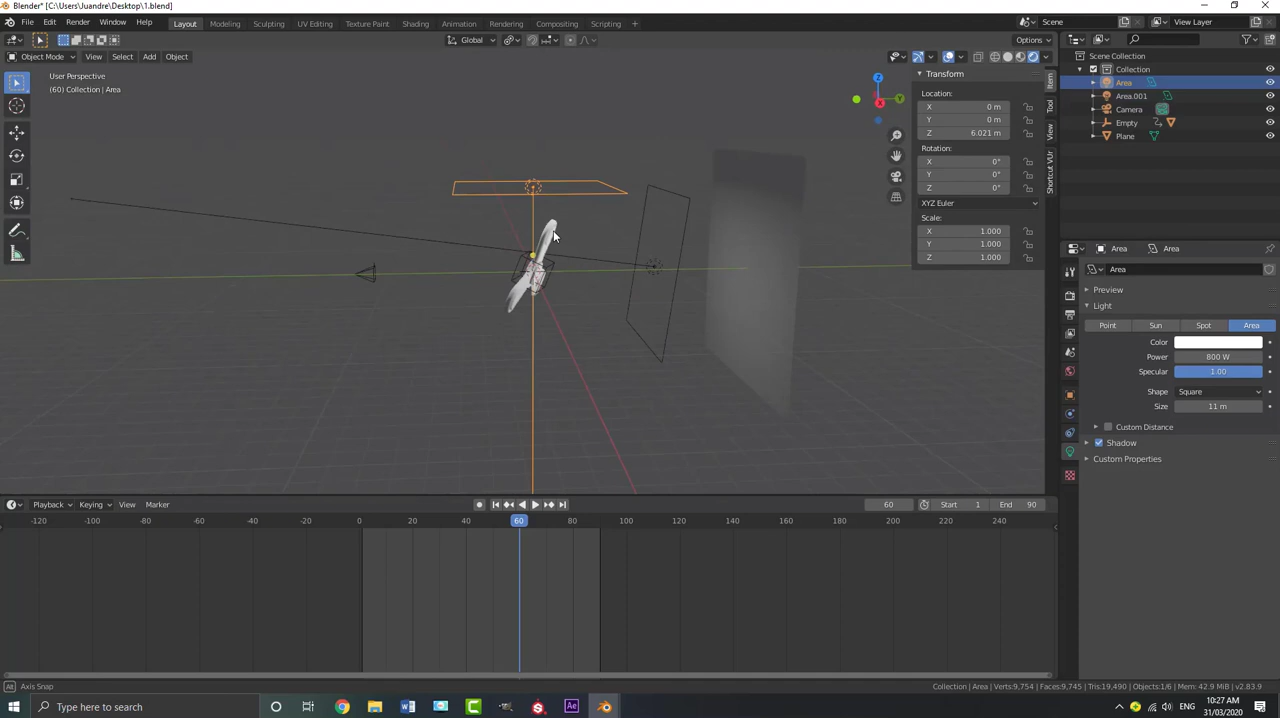 Blender* [C:\Users\Juandre\Desktop\1.blend]
File Edit Render Window Help Layout Modeling Sculpting UV Editing Texture Paint Shading Animation Rendering Compositing Scripting + Scene View Layer
Global Options
Object Mode View Select Add Object
User Perspective
(60) Collection | Area
Transform
Location:
X 0 m
Y 0 m
Z 6.021 m
Rotation:
X 0°
Y 0°
Z 0°
XYZ Euler
Scale:
X 1.000
Y 1.000
Z 1.000
Item
Tool
View
Shortcut VUr
Z
Y
X
Scene Collection
Collection
Area
Area.001
Camera
Empty
Plane
Area Area
Area
Preview
Light
Point Sun Spot Area
Color
Power 800 W
Specular 1.00
Shape Square
Size 11 m
Custom Distance
Shadow
Custom Properties
Playback Keying View Marker 60 Start 1 End 90
-120 -100 -80 -60 -40 -20 0 20 40 60 80 100 120 140 160 180 200 220 240
Alt Axis Snap Collection | Area | Verts:9,754 | Faces:9,745 | Tris:19,490 | Objects:1/6 | Mem: 42.9 MiB | v2.83.9
Type here to search
Ae
10:27 AM
31/03/2020